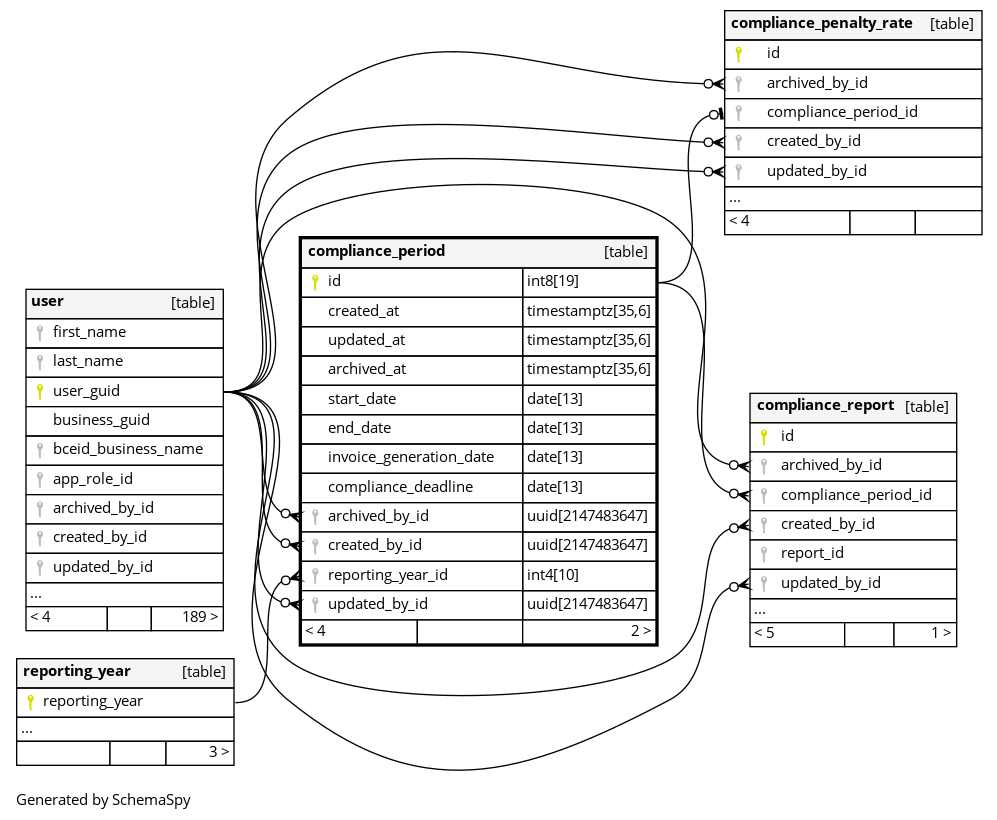 compliance_penalty_rate [table]
id
archived_by_id
compliance_period_id
created_by_id
updated_by_id
...
< 4
compliance_period [table]
id int8[19]
created_at timestamptz[35,6]
updated_at timestamptz[35,6]
archived_at timestamptz[35,6]
start_date date[13]
end_date date[13]
invoice_generation_date date[13]
compliance_deadline date[13]
archived_by_id uuid[2147483647]
created_by_id uuid[2147483647]
reporting_year_id int4[10]
updated_by_id uuid[2147483647]
< 4 2 >
user [table]
first_name
last_name
user_guid
business_guid
bceid_business_name
app_role_id
archived_by_id
created_by_id
updated_by_id
...
< 4 189 >
compliance_report [table]
id
archived_by_id
compliance_period_id
created_by_id
report_id
updated_by_id
...
< 5 1 >
reporting_year [table]
reporting_year
...
3 >
Generated by SchemaSpy